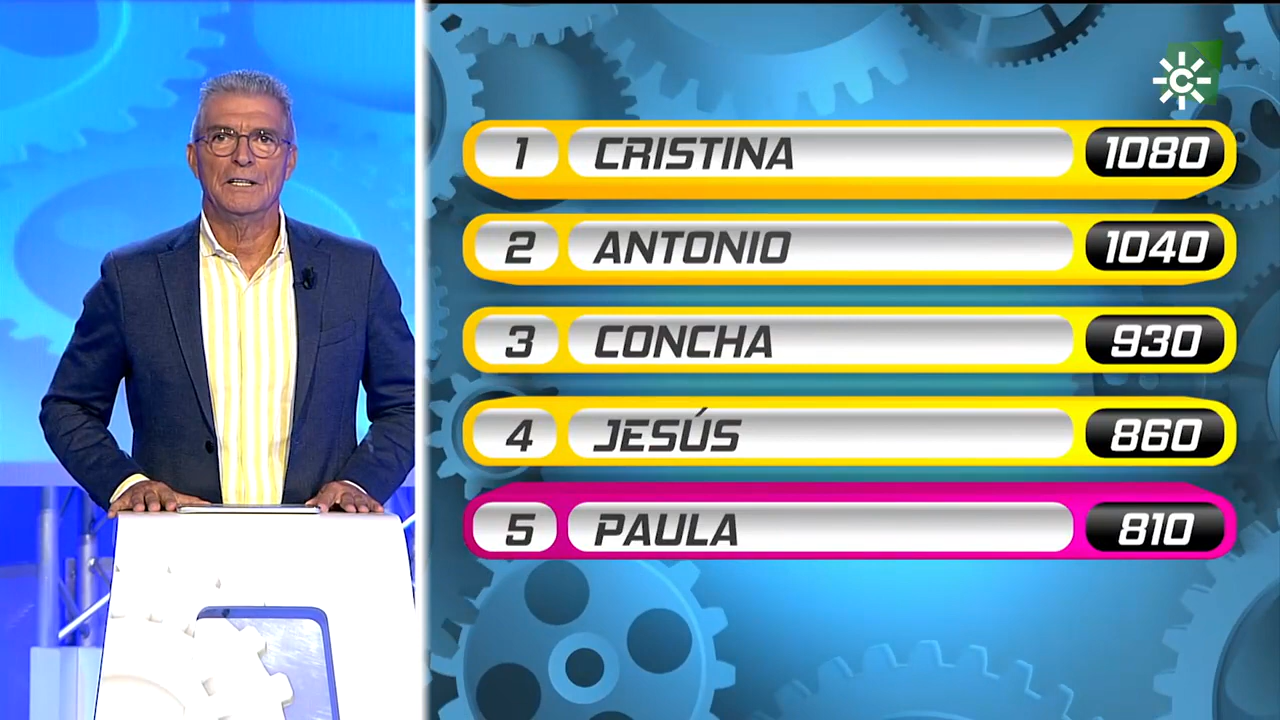 1 CRISTINA 1080
2 ANTONIO 1040
3 CONCHA 930
4 JESÚS 860
5 PAULA 810